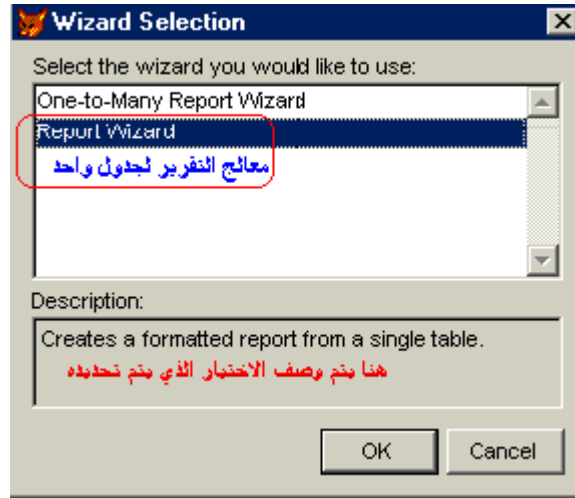 Wizard Selection
Select the wizard you would like to use:
One-to-Many Report Wizard
Report Wizard
معالج التقرير لجدول واحد
Description:
Creates a formatted report from a single table.
هنا يتم وصف الاختيار الذي يتم تحديده
OK
Cancel